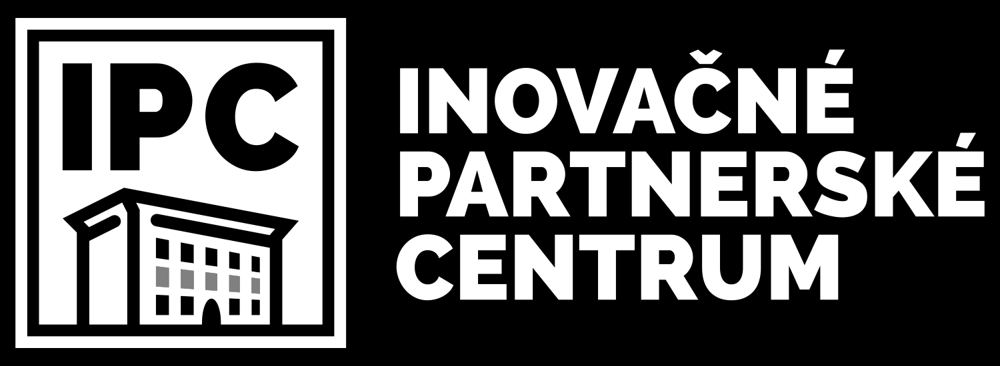 IPC
INOVAČNÉ
PARTNERSKÉ
CENTRUM